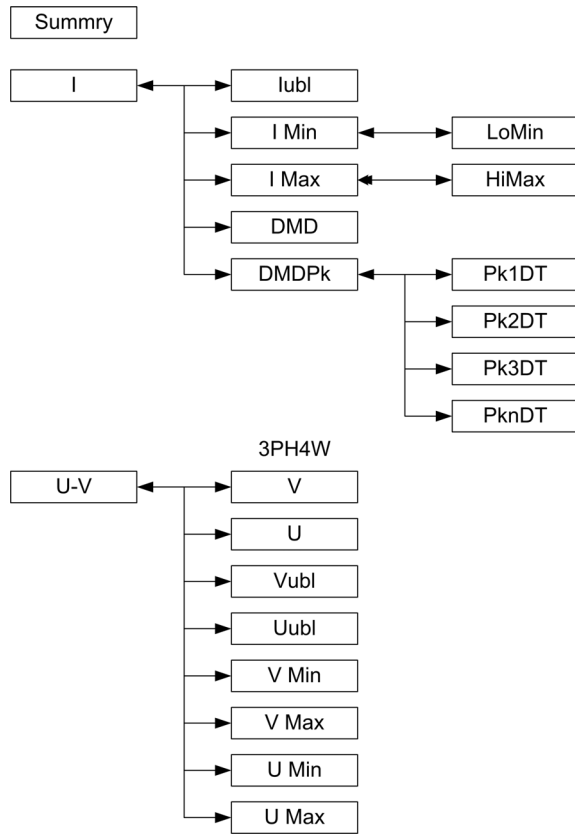 Summry
I
Iubl
I Min
LoMin
I Max
HiMax
DMD
DMDPk
Pk1DT
Pk2DT
Pk3DT
PknDT
3PH4W
U-V
V
U
Vubl
Uubl
V Min
V Max
U Min
U Max